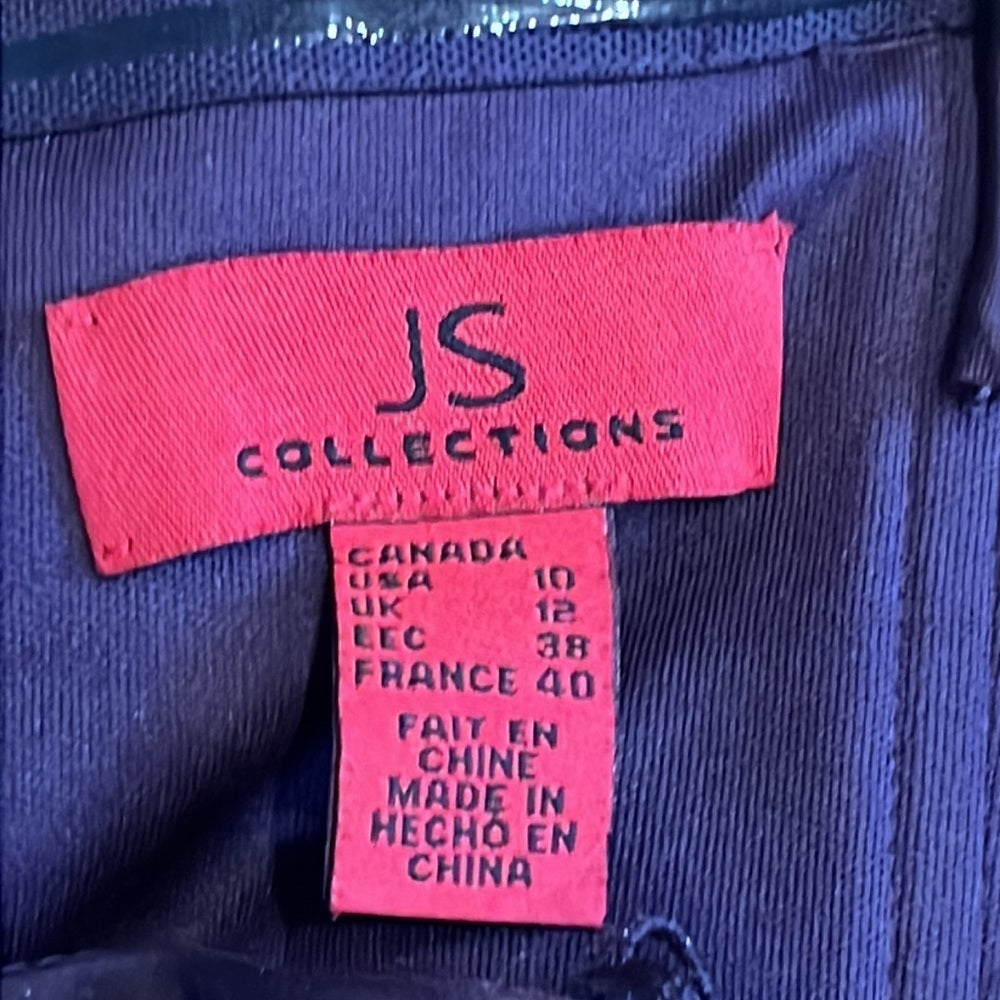 JS
COLLECTIONS
CANADA
USA 10
UK 12
EEC 38
FRANCE 40
FAIT EN
CHINE
MADE IN
HECHO EN
CHINA